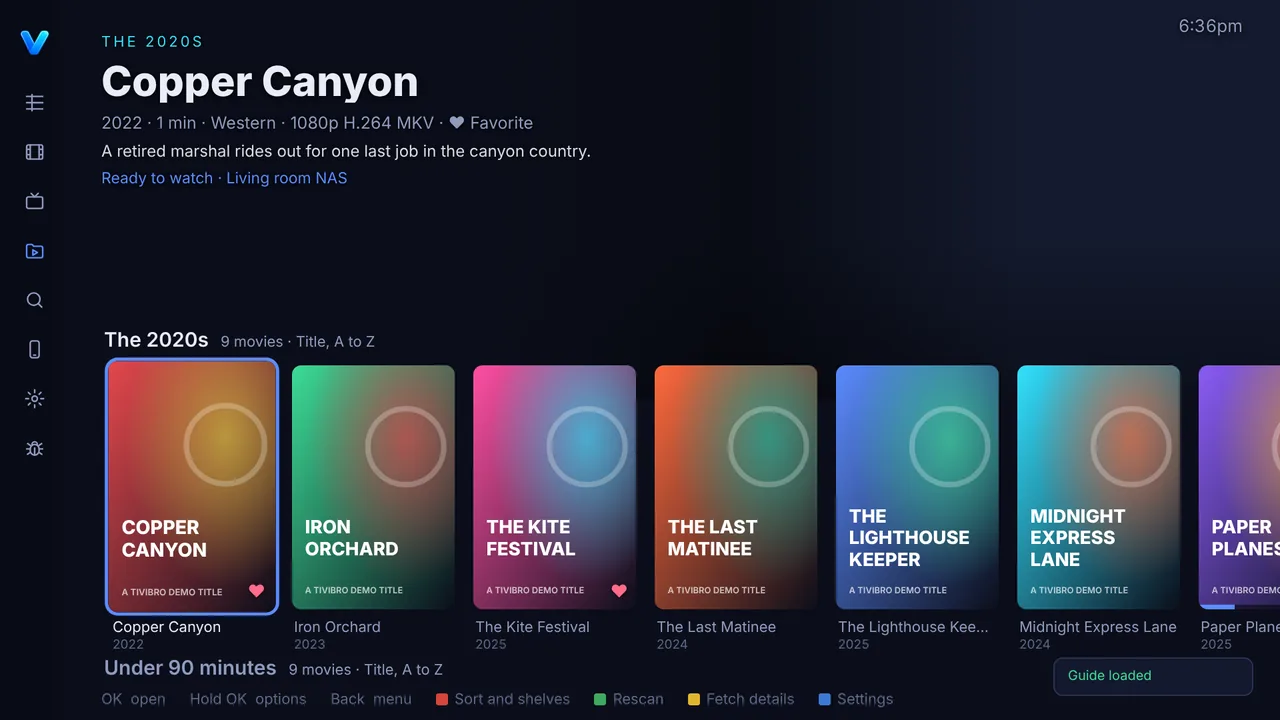 6:36pm
THE 2020S
Copper Canyon
2022 · 1 min · Western · 1080p H.264 MKV · ♥ Favorite
A retired marshal rides out for one last job in the canyon country.
Ready to watch · Living room NAS
The 2020s 9 movies · Title, A to Z
COPPER
CANYON
A TIVIBRO DEMO TITLE
IRON
ORCHARD
A TIVIBRO DEMO TITLE
THE KITE
FESTIVAL
A TIVIBRO DEMO TITLE
THE LAST
MATINEE
A TIVIBRO DEMO TITLE
THE
LIGHTHOUSE
KEEPER
A TIVIBRO DEMO TITLE
MIDNIGHT
EXPRESS
LANE
A TIVIBRO DEMO TITLE
PAPER
PLANES
A TIVIBRO DEMO
Copper Canyon
2022
Iron Orchard
2023
The Kite Festival
2025
The Last Matinee
2024
The Lighthouse Kee...
2025
Midnight Express Lane
2024
Paper Plane
2025
Under 90 minutes 9 movies · Title, A to Z
Guide loaded
OK open Hold OK options Back menu Sort and shelves Rescan Fetch details Settings